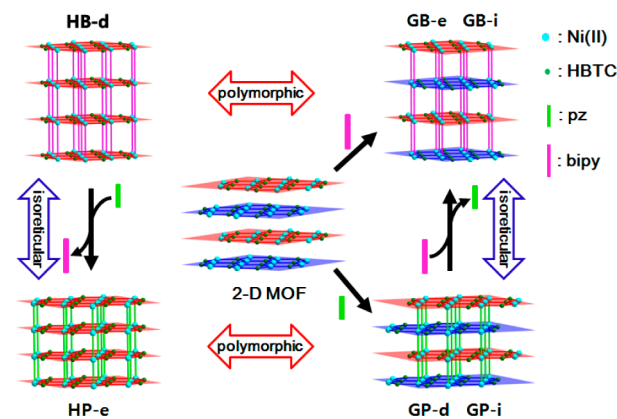 HB-d
GB-e GB-i
: Ni(II)
: HBTC
: pz
: bipy
polymorphic
isoreticular
isoreticular
2-D MOF
polymorphic
HP-e
GP-d GP-i